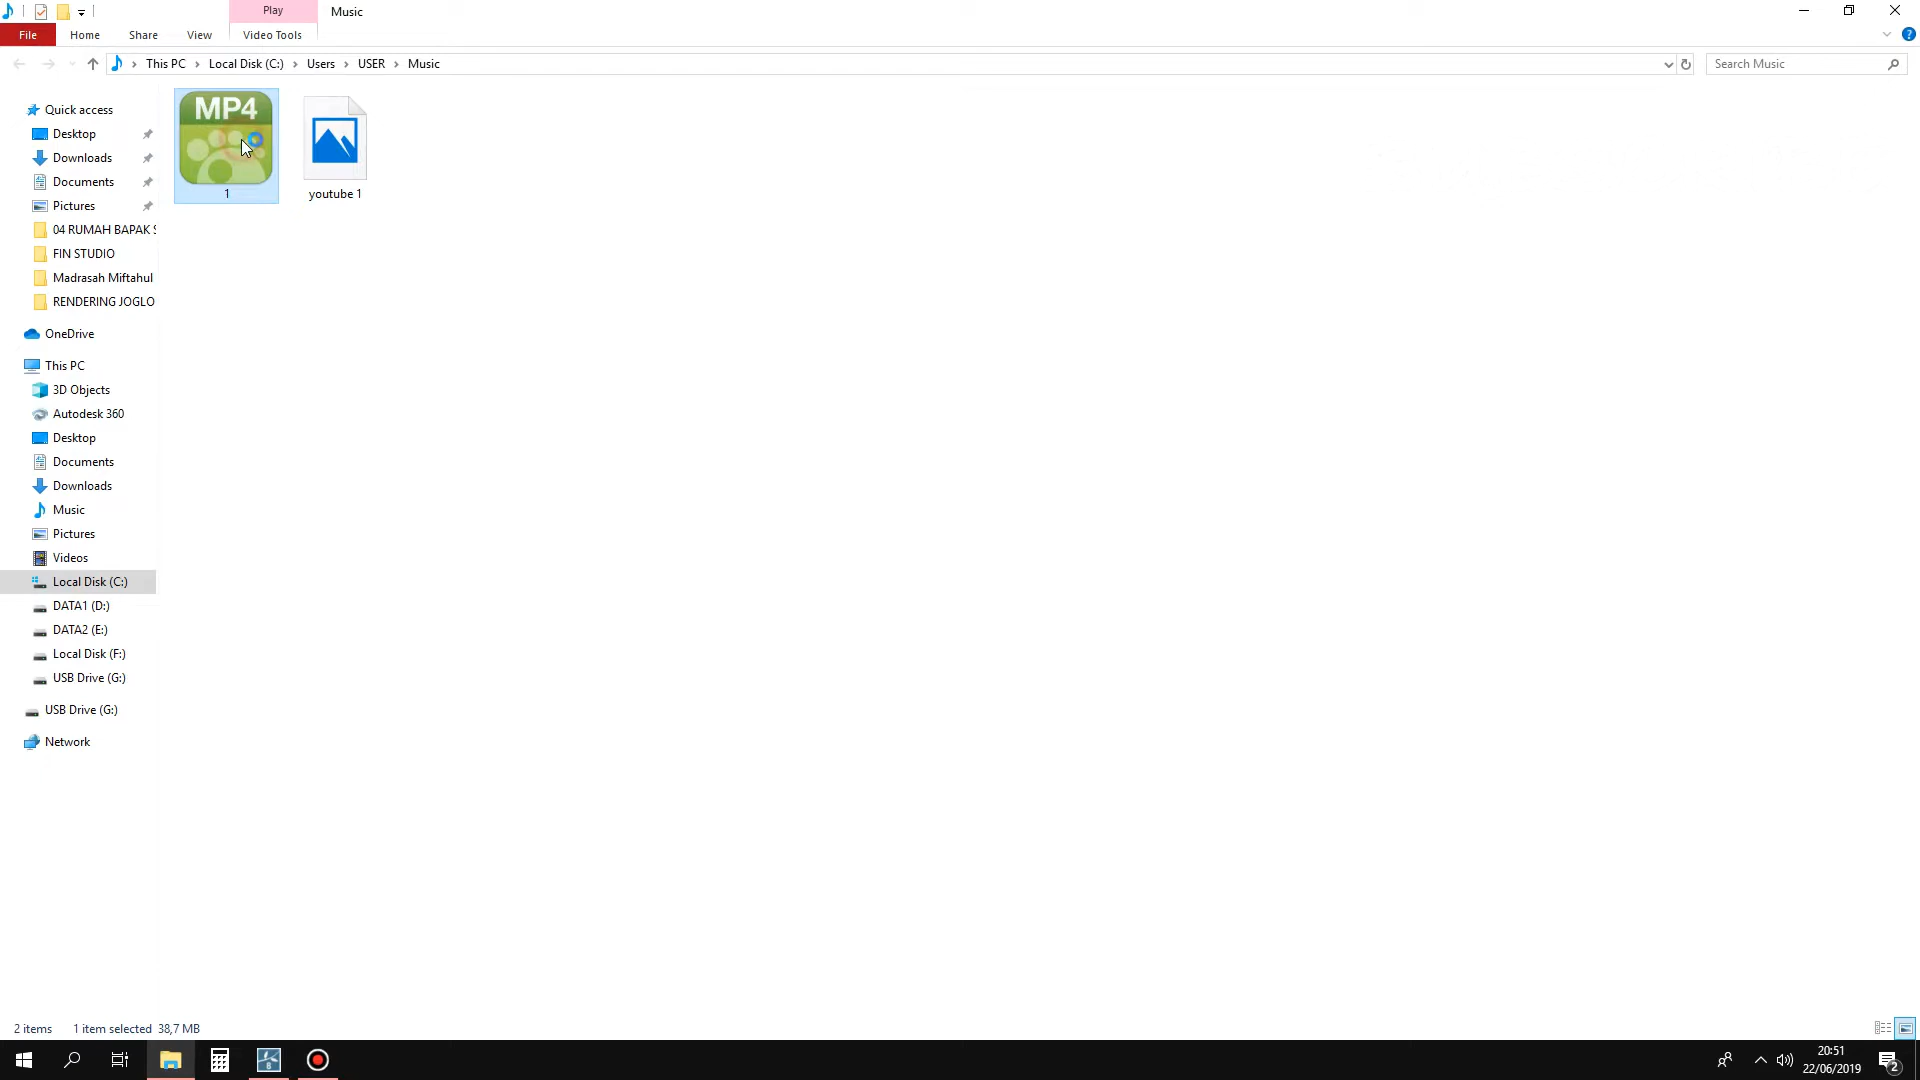 Play
Music
File
Home
Share
View
Video Tools
This PC
Local Disk (C:)
Users
USER
Music
Search Music
Quick access
Desktop
Downloads
Documents
Pictures
04 RUMAH BAPAK S
FIN STUDIO
Madrasah Miftahul
RENDERING JOGLO
OneDrive
This PC
3D Objects
Autodesk 360
Desktop
Documents
Downloads
Music
Pictures
Videos
Local Disk (C:)
DATA1 (D:)
DATA2 (E:)
Local Disk (F:)
USB Drive (G:)
USB Drive (G:)
Network
MP4
1
youtube 1
2 items 1 item selected 38,7 MB
8
20:51
22/06/2019
2